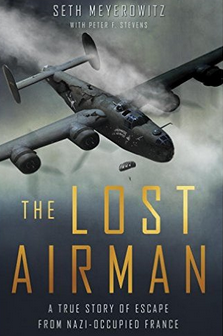 SETH MEYEROWITZ
WITH PETER F. STEVENS
THE LOST
AIRMAN
A TRUE STORY OF ESCAPE
FROM NAZI-OCCUPIED FRANCE